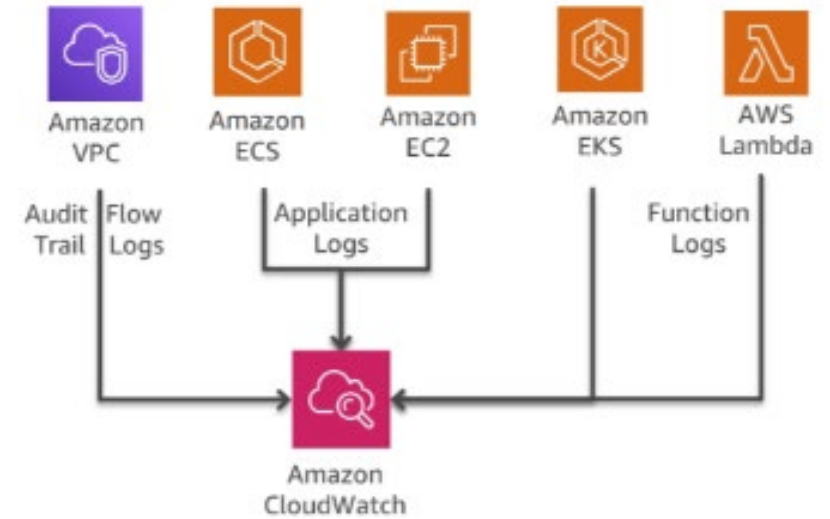 Amazon
VPC
Amazon
ECS
Amazon
EC2
Amazon
EKS
AWS
Lambda
Audit
Trail
Flow
Logs
Application
Logs
Function
Logs
Amazon
CloudWatch